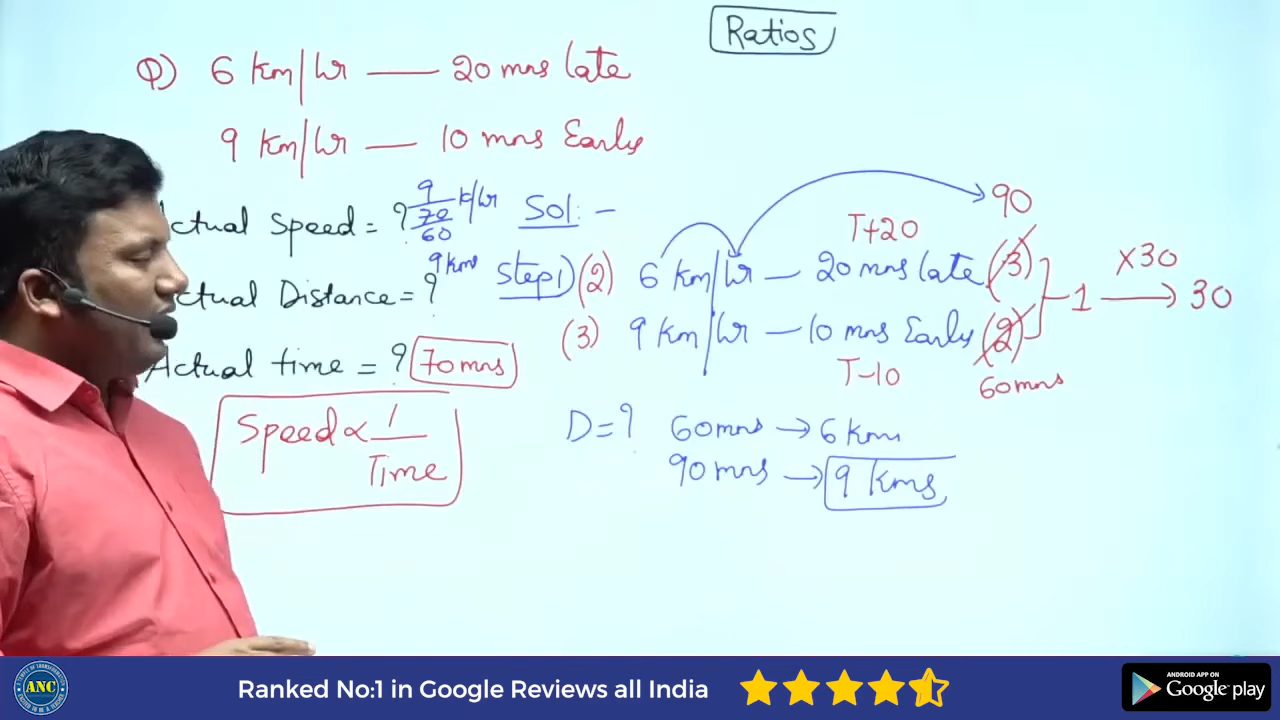 Ratios
Q) 6 km/hr — 20 mns late
9 km/hr — 10 mns Early
Actual Speed = ? 9/(70/60) k/hr
Actual Distance = ? 9 kms
Actual time = ? 70 mns
Speed ∝ 1/Time
Sol: –
Step 1) (2) 6 km/hr — 20 mns late (3) 90
T+20
(3) 9 km/hr — 10 mns Early (2) 60 mns
T-10
1 → x30 30
D = ? 60 mns → 6 kms
90 mns → 9 kms
ANC
Ranked No:1 in Google Reviews all India
ANDROID APP ON
Google play